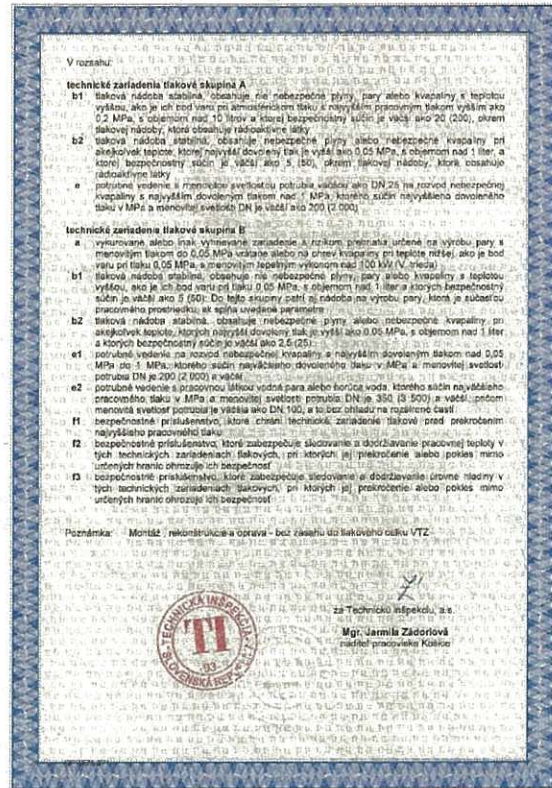 V rozsahu:
technické zariadenia tlakové skupina A
b1 tlaková nádoba stabilná, obsahuje nie nebezpečné plyny, pary alebo kvapaliny s teplotou
vyššou, ako je ich bod varu pri atmosférickom tlaku s najvyšším pracovným tlakom vyšším ako
0,2 MPa, s objemom nad 10 litrov a ktorej bezpečnostný súčin je väčší ako 20 (200), okrem
tlakovej nádoby, ktorá obsahuje rádioaktívne látky
b2 tlaková nádoba stabilná, obsahuje nebezpečné plyny alebo nebezpečné kvapaliny pri
akejkoľvek teplote, ktorej najvyšší dovolený tlak je vyšší ako 0,05 MPa, s objemom nad 1 liter, a
ktorej bezpečnostný súčin je väčší ako 5 (50), okrem tlakovej nádoby, ktorá obsahuje
rádioaktívne látky
e potrubné vedenie s menovitou svetlosťou potrubia väčšou ako DN 25 na rozvod nebezpečnej
kvapaliny s najvyšším dovoleným tlakom nad 1 MPa, ktorého súčin najvyššieho dovoleného
tlaku v MPa a menovitej svetlosti DN je väčší ako 200 (2 000)
technické zariadenia tlakové skupina B
a vykurované alebo inak vyhrievané zariadenie s rizikom prehriatia určené na výrobu pary s
menovitým tlakom do 0,05 MPa vrátane alebo na ohrev kvapaliny pri teplote nižšej, ako je bod
varu pri tlaku 0,05 MPa, s menovitým tepelným výkonom nad 100 kW (V. trieda)
b1 tlaková nádoba stabilná, obsahuje nie nebezpečné plyny, pary alebo kvapaliny s teplotou
vyššou, ako je ich bod varu pri tlaku 0,05 MPa, s objemom nad 1 liter a ktorých bezpečnostný
súčin je väčší ako 5 (50). Do tejto skupiny patrí aj nádoba na výrobu pary, ktorá je súčasťou
pracovného prostriedku, ak spĺňa uvedené parametre
b2 tlaková nádoba stabilná, obsahuje nebezpečné plyny alebo nebezpečné kvapaliny pri
akejkoľvek teplote, ktorých najvyšší dovolený tlak je vyšší ako 0,05 MPa, s objemom nad 1 liter
a ktorých bezpečnostný súčin je väčší ako 2,5 (25)
e1 potrubné vedenie na rozvod nebezpečnej kvapaliny s najvyšším dovoleným tlakom nad 0,05
MPa do 1 MPa, ktorého súčin najväčšieho dovoleného tlaku v MPa a menovitej svetlosti
potrubia DN je 200 (2 000) a väčší
e2 potrubné vedenie s pracovnou látkou vodná para alebo horúca voda, ktorého súčin najväčšieho
pracovného tlaku v MPa a menovitej svetlosti potrubia DN je 350 (3 500) a väčší, pričom
menovitá svetlosť potrubia je väčšia ako DN 100, a to bez ohľadu na rozšírené časti
f1 bezpečnostné príslušenstvo, ktoré chráni technické zariadenie tlakové pred prekročením
najvyššieho pracovného tlaku
f2 bezpečnostné príslušenstvo, ktoré zabezpečuje sledovanie a dodržiavanie pracovnej teploty v
tých technických zariadeniach tlakových, pri ktorých jej prekročenie alebo pokles mimo
určených hraníc ohrozuje ich bezpečnosť
f3 bezpečnostné príslušenstvo, ktoré zabezpečuje sledovanie a dodržiavanie úrovne hladiny v
tých technických zariadeniach tlakových, pri ktorých jej prekročenie alebo pokles mimo
určených hraníc ohrozuje ich bezpečnosť
Poznámka: Montáž, rekonštrukcia a oprava - bez zásahu do tlakového celku VTZ
za Technickú inšpekciu, a.s.
Mgr. Jarmila Zádoriová
riaditeľ pracoviska Košice
TECHNICKÁ INŠPEKCIA
TI
93
SLOVENSKÁ REP